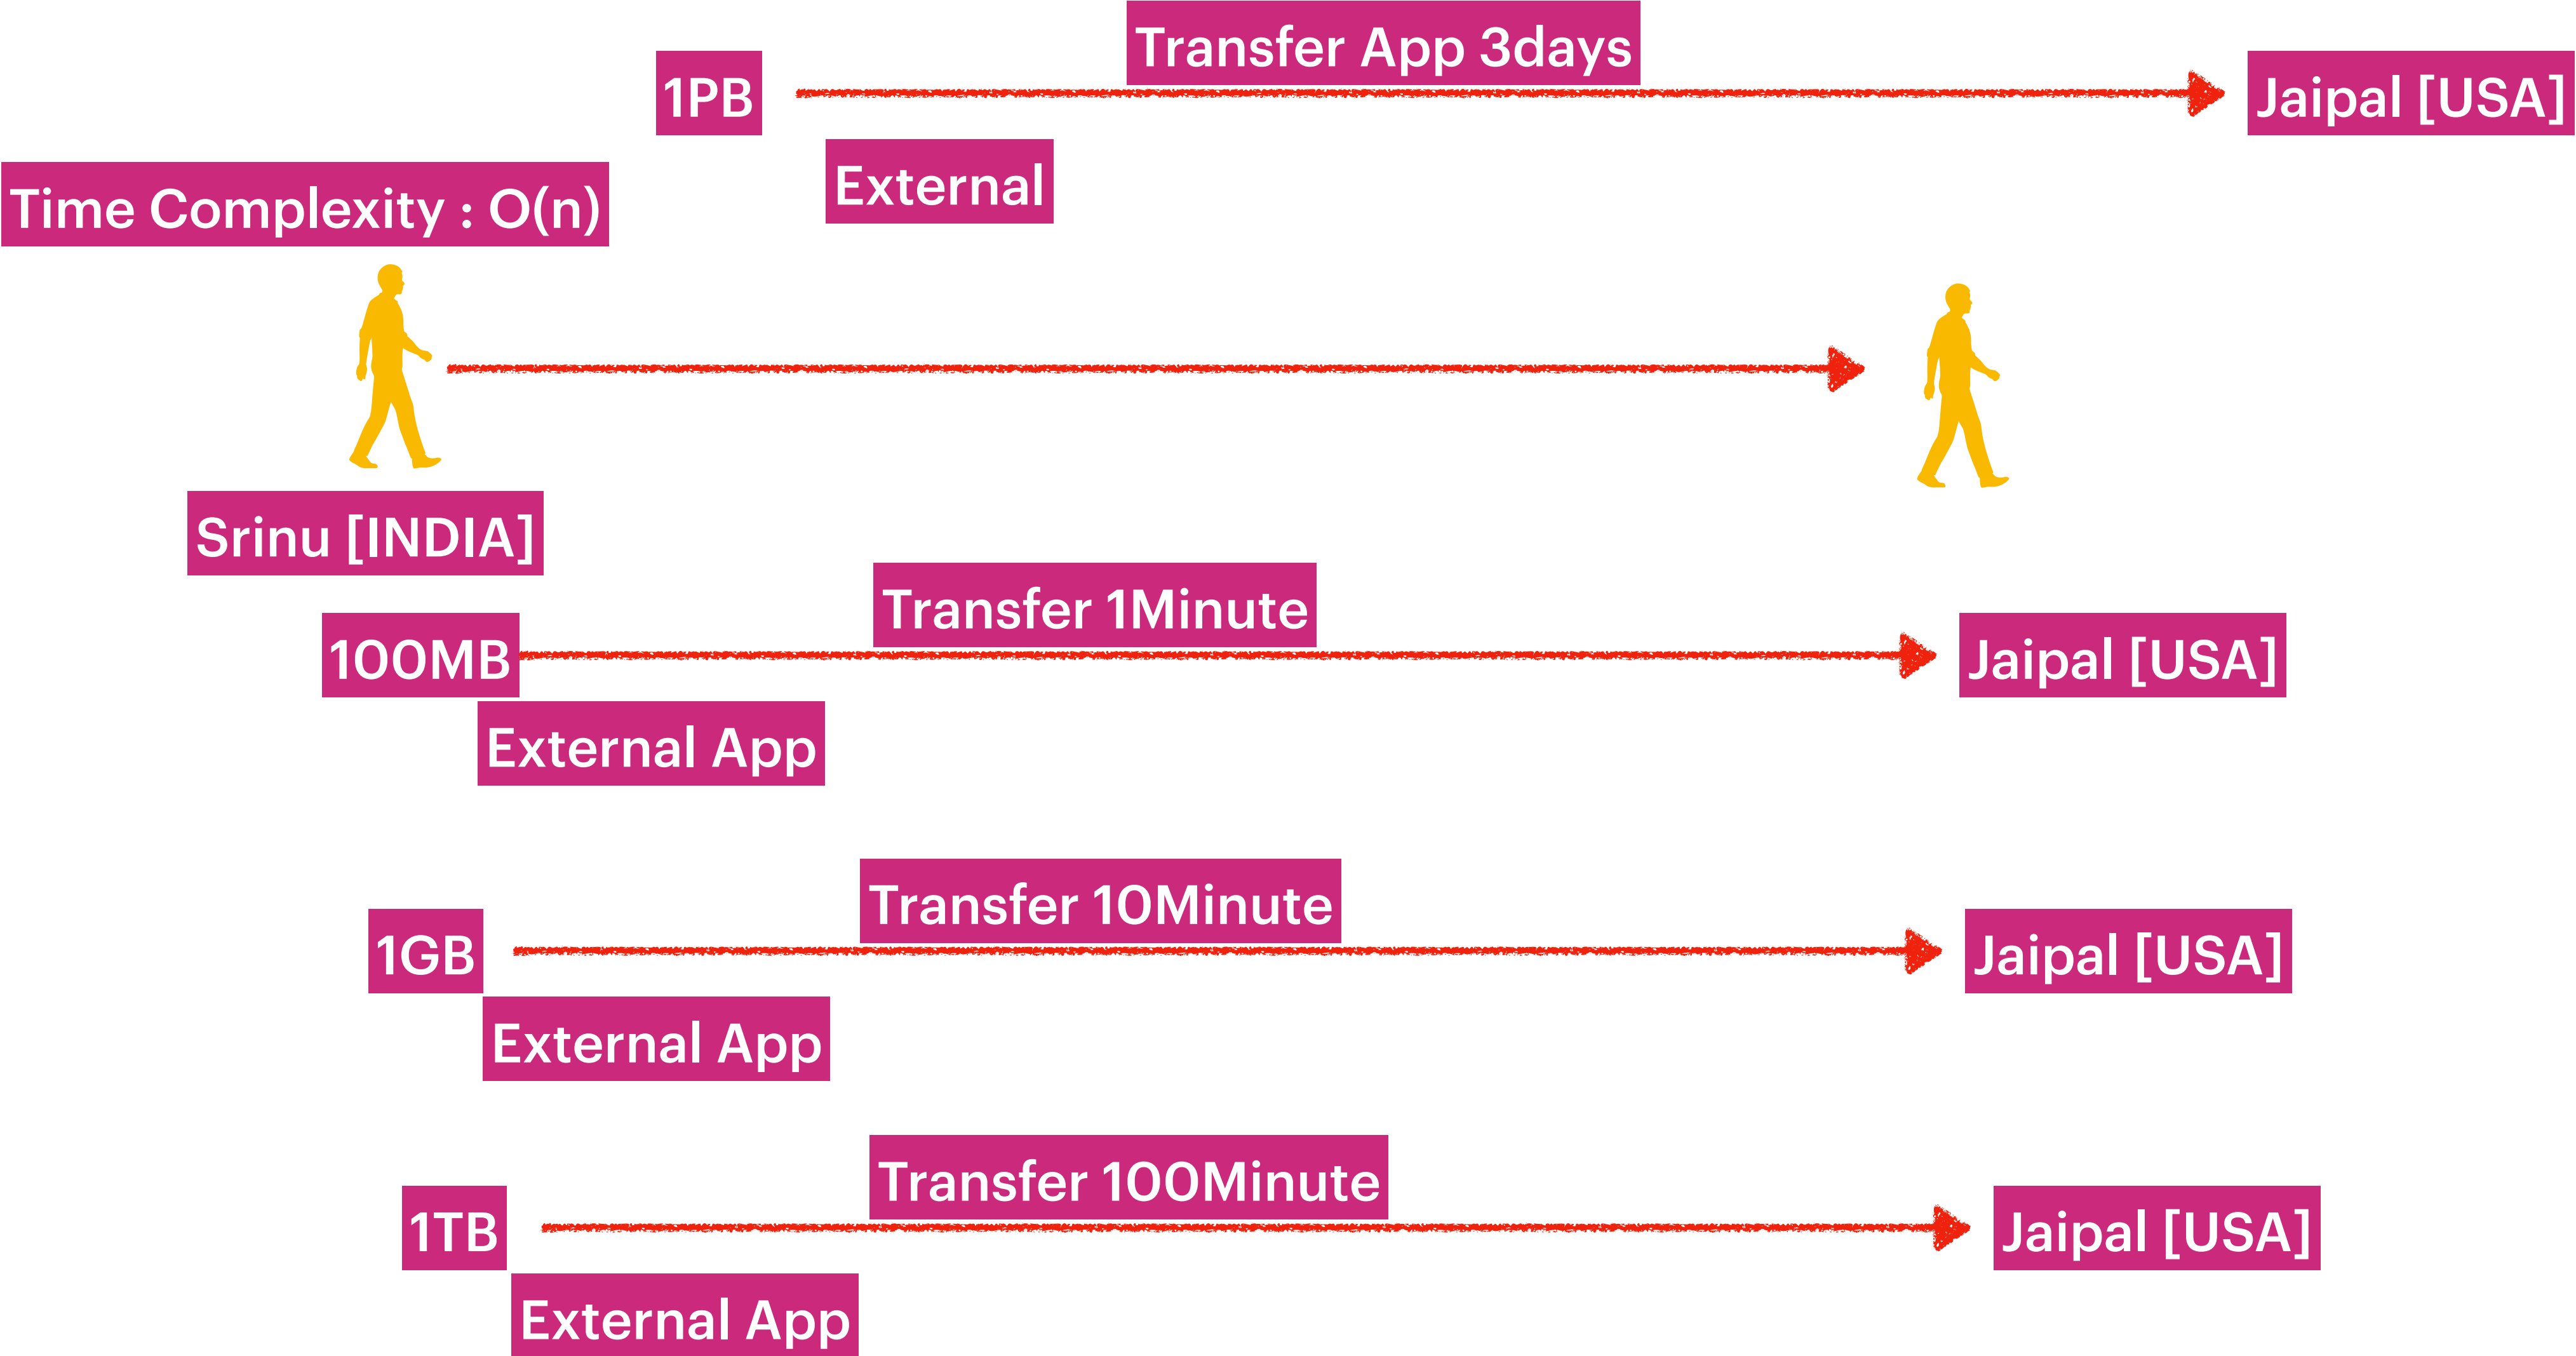 Transfer App 3days
1PB
Jaipal [USA]
External
Time Complexity : O(n)
Srinu [INDIA]
Transfer 1Minute
100MB
Jaipal [USA]
External App
Transfer 10Minute
1GB
Jaipal [USA]
External App
Transfer 100Minute
1TB
Jaipal [USA]
External App